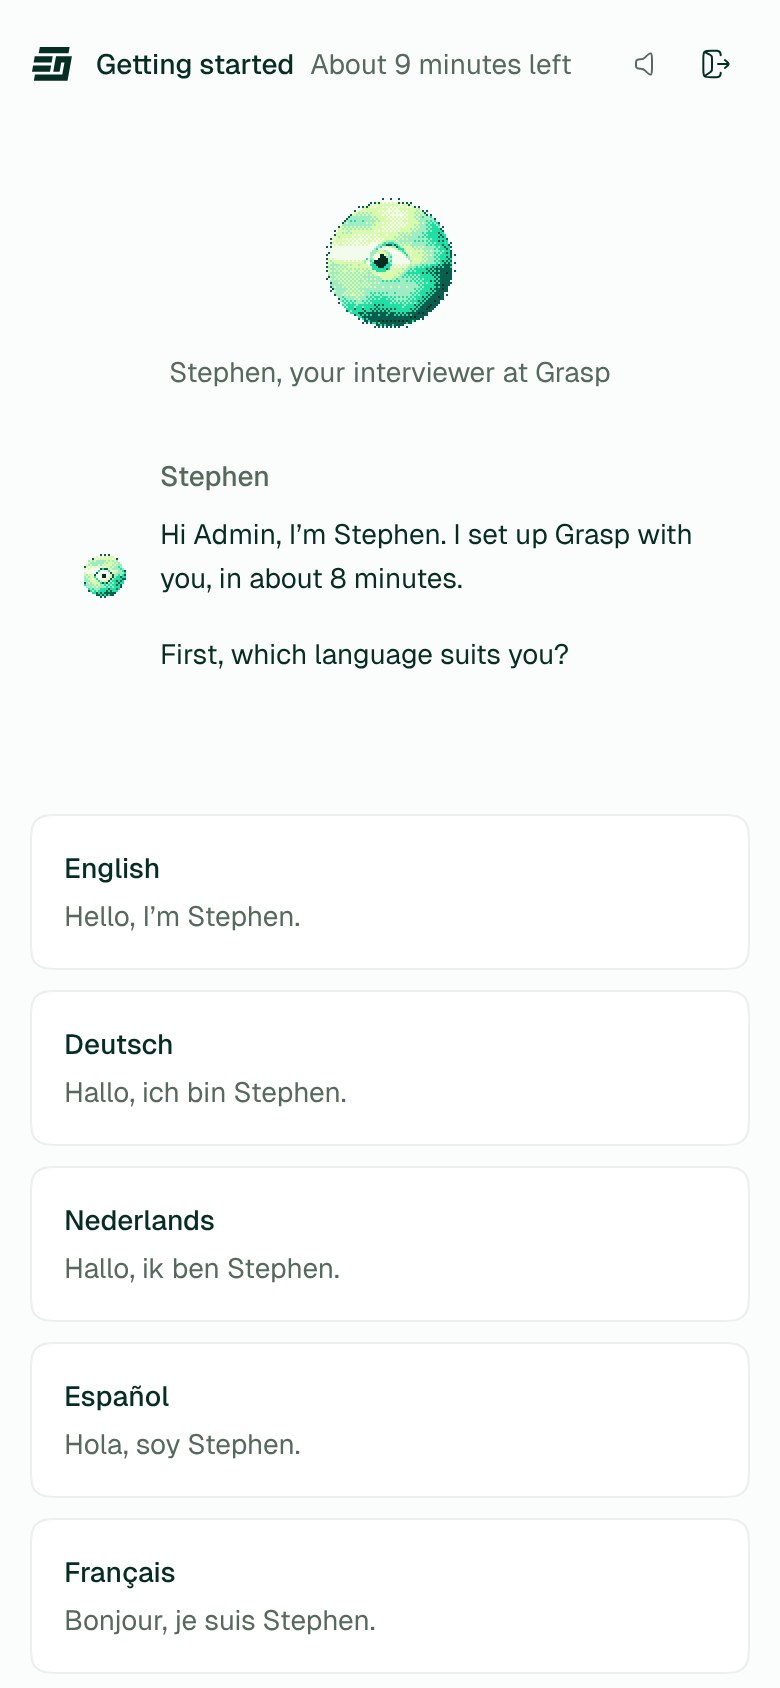 Getting started About 9 minutes left
Stephen, your interviewer at Grasp
Stephen
Hi Admin, I’m Stephen. I set up Grasp with
you, in about 8 minutes.
First, which language suits you?
English
Hello, I’m Stephen.
Deutsch
Hallo, ich bin Stephen.
Nederlands
Hallo, ik ben Stephen.
Español
Hola, soy Stephen.
Français
Bonjour, je suis Stephen.